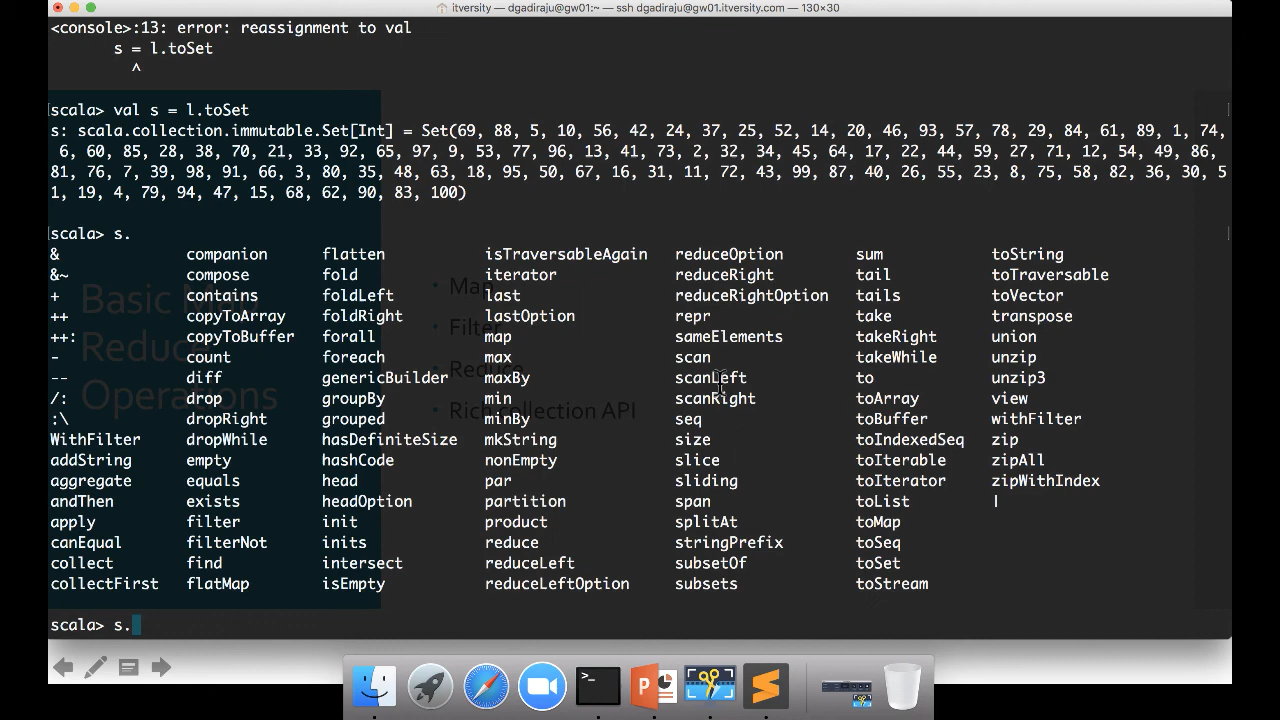 itversity — dgadiraju@gw01:~ — ssh dgadiraju@gw01.itversity.com — 130×30
<console>:13: error: reassignment to val
s = l.toSet
^
[scala> val s = l.toSet
s: scala.collection.immutable.Set[Int] = Set(69, 88, 5, 10, 56, 42, 24, 37, 25, 52, 14, 20, 46, 93, 57, 78, 29, 84, 61, 89, 1, 74,
6, 60, 85, 28, 38, 70, 21, 33, 92, 65, 97, 9, 53, 77, 96, 13, 41, 73, 2, 32, 34, 45, 64, 17, 22, 44, 59, 27, 71, 12, 54, 49, 86,
81, 76, 7, 39, 98, 91, 66, 3, 80, 35, 48, 63, 18, 95, 50, 67, 16, 31, 11, 72, 43, 99, 87, 40, 26, 55, 23, 8, 75, 58, 82, 36, 30, 5
1, 19, 4, 79, 94, 47, 15, 68, 62, 90, 83, 100)
[scala> s.
& companion flatten isTraversableAgain reduceOption sum toString
&~ compose fold iterator reduceRight tail toTraversable
+ contains foldLeft last reduceRightOption tails toVector
++ copyToArray foldRight lastOption repr take transpose
++: copyToBuffer forall map sameElements takeRight union
- count foreach max scan takeWhile unzip
-- diff genericBuilder maxBy scanLeft to unzip3
/: drop groupBy min scanRight toArray view
:\ dropRight grouped minBy seq toBuffer withFilter
WithFilter dropWhile hasDefiniteSize mkString size toIndexedSeq zip
addString empty hashCode nonEmpty slice toIterable zipAll
aggregate equals head par sliding toIterator zipWithIndex
andThen exists headOption partition span toList |
apply filter init product splitAt toMap
canEqual filterNot inits reduce stringPrefix toSeq
collect find intersect reduceLeft subsetOf toSet
collectFirst flatMap isEmpty reduceLeftOption subsets toStream
scala> s.
Basic Map
Reduce
Operations
• Map
• Filter
• Reduce
• Rich collection API